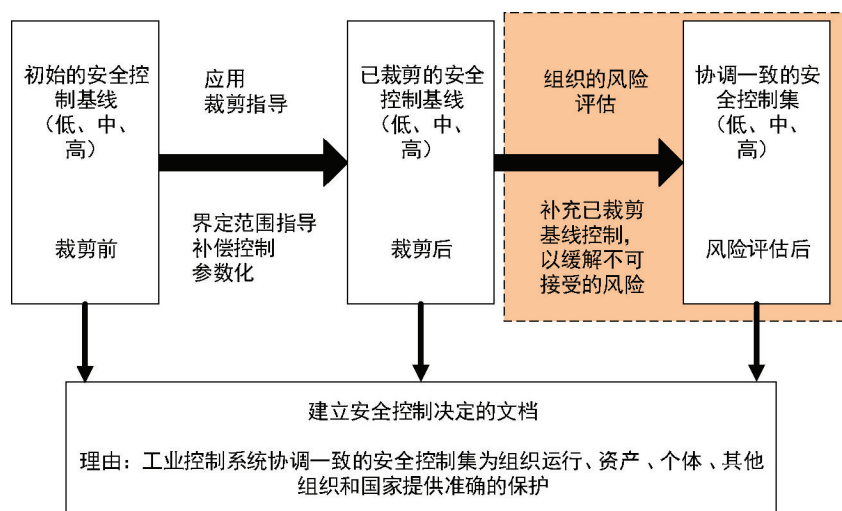 初始的安全控
制基线
（低、中、
高）
裁剪前
应用
裁剪指导
界定范围指导
补偿控制
参数化
已裁剪的安全
控制基线
（低、中、
高）
裁剪后
组织的风险
评估
补充已裁剪
基线控制，
以缓解不可
接受的风险
协调一致的安
全控制集
（低、中、
高）
风险评估后
建立安全控制决定的文档
理由：工业控制系统协调一致的安全控制集为组织运行、资产、个体、其他
组织和国家提供准确的保护